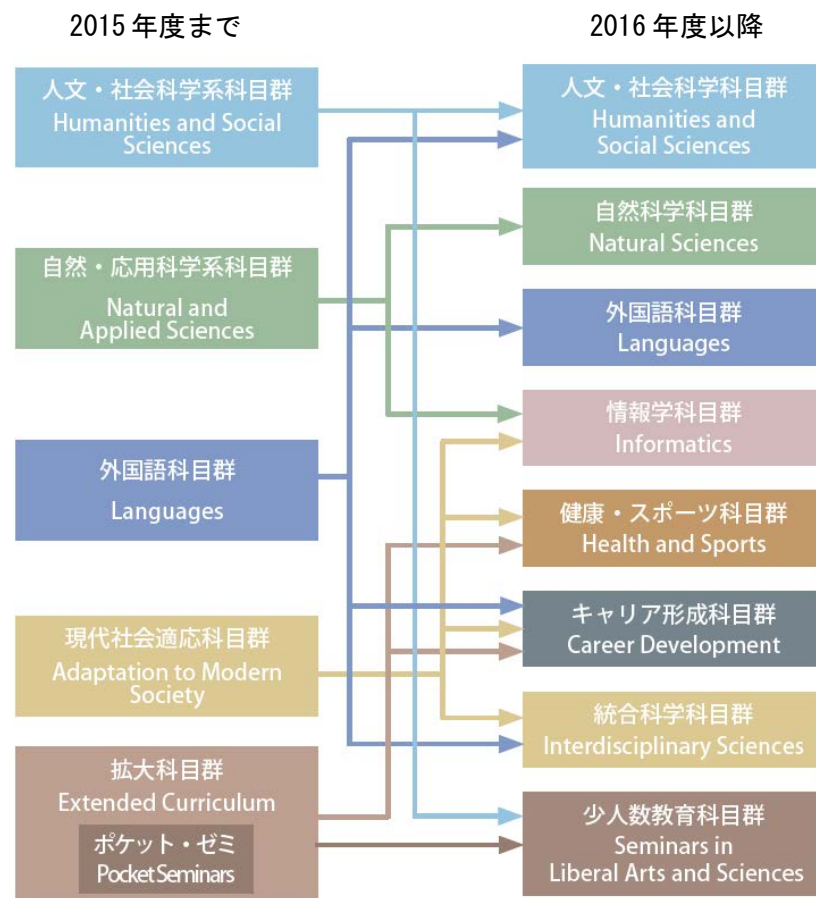 2015 年度まで
人文・社会科学系科目群
Humanities and Social
Sciences
自然・応用科学系科目群
Natural and
Applied Sciences
外国語科目群
Languages
現代社会適応科目群
Adaptation to Modern
Society
拡大科目群
Extended Curriculum
ポケット・ゼミ
Pocket Seminars
2016 年度以降
人文・社会科学科目群
Humanities and
Social Sciences
自然科学科目群
Natural Sciences
外国語科目群
Languages
情報学科目群
Informatics
健康・スポーツ科目群
Health and Sports
キャリア形成科目群
Career Development
統合科学科目群
Interdisciplinary Sciences
少人数教育科目群
Seminars in
Liberal Arts and Sciences